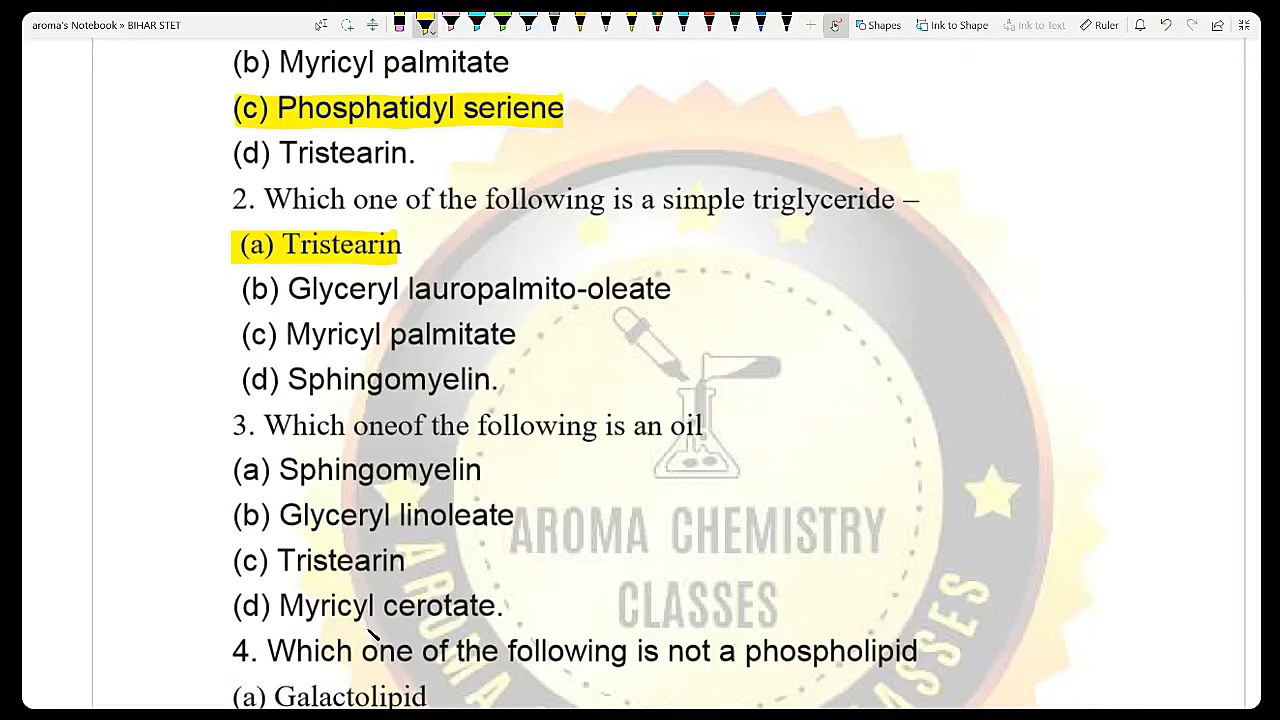 aroma's Notebook » BIHAR STET
Shapes
Ink to Shape
Ink to Text
Ruler
(b) Myricyl palmitate
(c) Phosphatidyl seriene
(d) Tristearin.
2. Which one of the following is a simple triglyceride –
(a) Tristearin
(b) Glyceryl lauropalmito-oleate
(c) Myricyl palmitate
(d) Sphingomyelin.
3. Which oneof the following is an oil
(a) Sphingomyelin
(b) Glyceryl linoleate
(c) Tristearin
(d) Myricyl cerotate.
4. Which one of the following is not a phospholipid
(a) Galactolipid
AROMA CHEMISTRY
CLASSES
AROMA
SSES